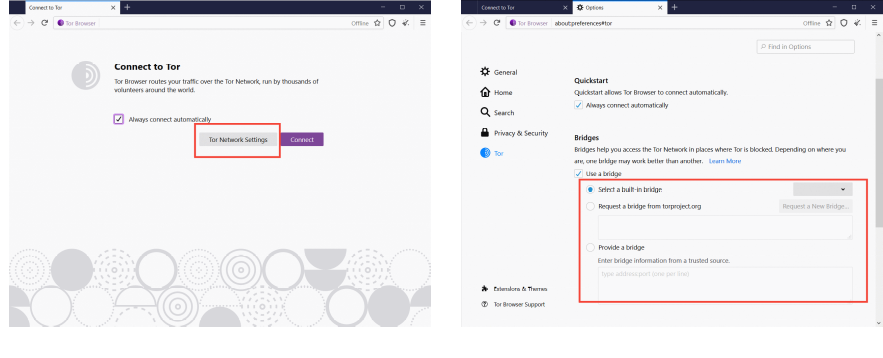 Connect to Tor
Tor Browser
Offline
Connect to Tor
Tor Browser routes your traffic over the Tor Network, run by thousands of
volunteers around the world.
Always connect automatically
Tor Network Settings
Connect
Connect to Tor
Options
Tor Browser
about:preferences#tor
Offline
Find in Options
General
Home
Search
Privacy & Security
Tor
Extensions & Themes
Tor Browser Support
Quickstart
Quickstart allows Tor Browser to connect automatically.
Always connect automatically
Bridges
Bridges help you access the Tor Network in places where Tor is blocked. Depending on where you
are, one bridge may work better than another. Learn More
Use a bridge
Select a built-in bridge
Request a bridge from torproject.org
Request a New Bridge...
Provide a bridge
Enter bridge information from a trusted source.
type address:port (one per line)